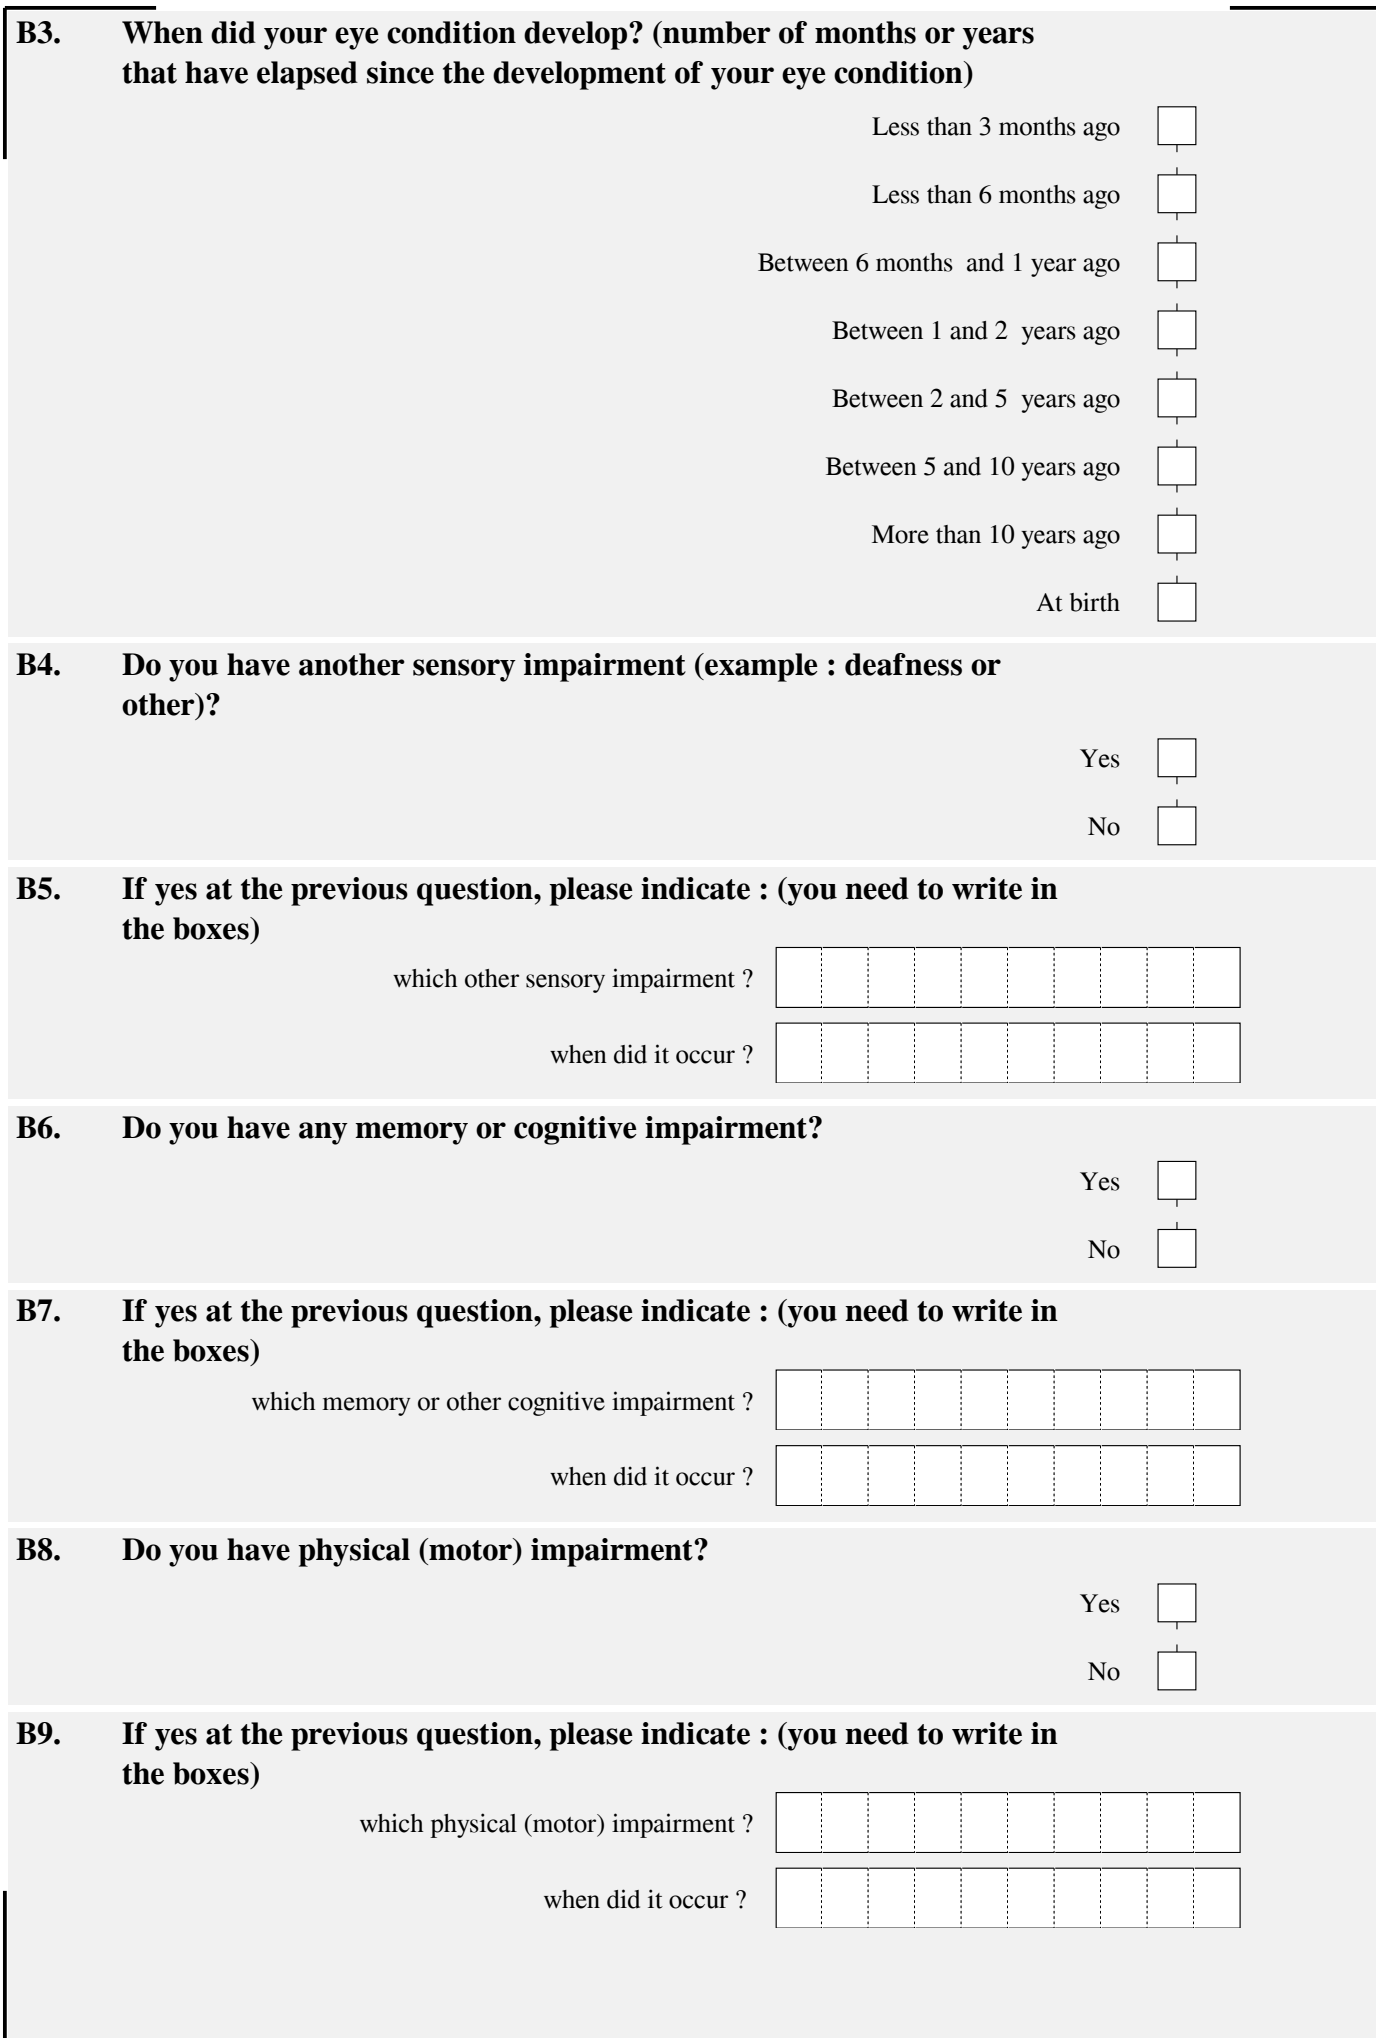 B3. When did your eye condition develop? (number of months or years
that have elapsed since the development of your eye condition)
Less than 3 months ago
Less than 6 months ago
Between 6 months  and 1 year ago
Between 1 and 2  years ago
Between 2 and 5  years ago
Between 5 and 10 years ago
More than 10 years ago
At birth
B4. Do you have another sensory impairment (example : deafness or
other)?
Yes
No
B5. If yes at the previous question, please indicate : (you need to write in
the boxes)
which other sensory impairment ?
when did it occur ?
B6. Do you have any memory or cognitive impairment?
Yes
No
B7. If yes at the previous question, please indicate : (you need to write in
the boxes)
which memory or other cognitive impairment ?
when did it occur ?
B8. Do you have physical (motor) impairment?
Yes
No
B9. If yes at the previous question, please indicate : (you need to write in
the boxes)
which physical (motor) impairment ?
when did it occur ?